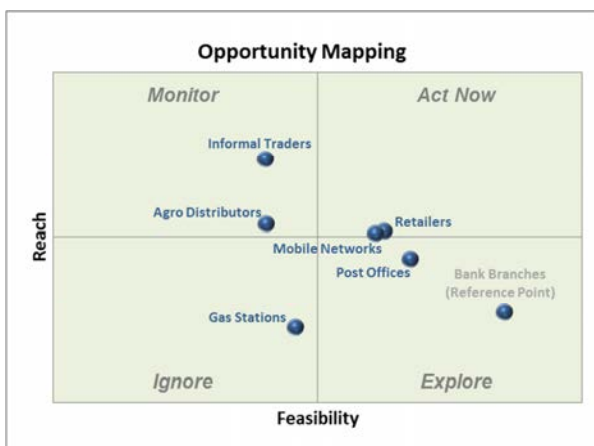 Opportunity Mapping
Monitor
Act Now
Informal Traders
Agro Distributors
Retailers
Mobile Networks
Post Offices
Bank Branches
(Reference Point)
Gas Stations
Ignore
Explore
Reach
Feasibility